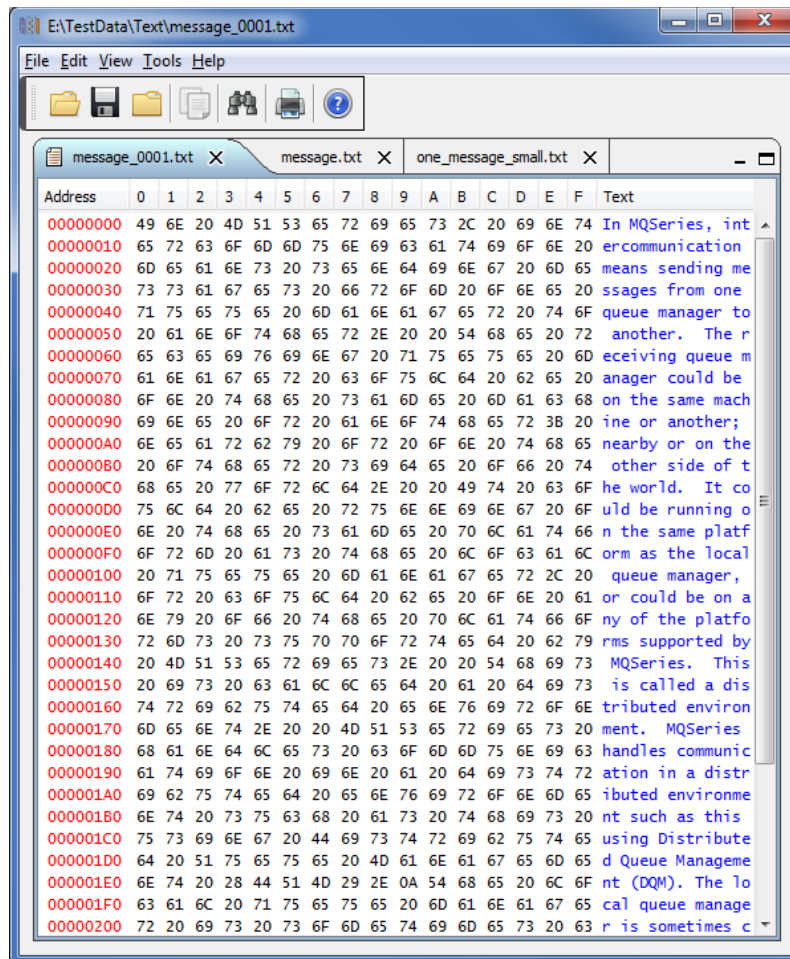 E:\TestData\Text\message_0001.txt
File Edit View Tools Help
message_0001.txt message.txt one_message_small.txt
Address 0 1 2 3 4 5 6 7 8 9 A B C D E F Text
00000000 49 6E 20 4D 51 53 65 72 69 65 73 2C 20 69 6E 74 In MQSeries, int
00000010 65 72 63 6F 6D 6D 75 6E 69 63 61 74 69 6F 6E 20 ercommunication
00000020 6D 65 61 6E 73 20 73 65 6E 64 69 6E 67 20 6D 65 means sending me
00000030 73 73 61 67 65 73 20 66 72 6F 6D 20 6F 6E 65 20 ssages from one
00000040 71 75 65 75 65 20 6D 61 6E 61 67 65 72 20 74 6F queue manager to
00000050 20 61 6E 6F 74 68 65 72 2E 20 20 54 68 65 20 72 another.  The r
00000060 65 63 65 69 76 69 6E 67 20 71 75 65 75 65 20 6D eceiving queue m
00000070 61 6E 61 67 65 72 20 63 6F 75 6C 64 20 62 65 20 anager could be
00000080 6F 6E 20 74 68 65 20 73 61 6D 65 20 6D 61 63 68 on the same mach
00000090 69 6E 65 20 6F 72 20 61 6E 6F 74 68 65 72 3B 20 ine or another;
000000A0 6E 65 61 72 62 79 20 6F 72 20 6F 6E 20 74 68 65 nearby or on the
000000B0 20 6F 74 68 65 72 20 73 69 64 65 20 6F 66 20 74 other side of t
000000C0 68 65 20 77 6F 72 6C 64 2E 20 20 49 74 20 63 6F he world.  It co
000000D0 75 6C 64 20 62 65 20 72 75 6E 6E 69 6E 67 20 6F uld be running o
000000E0 6E 20 74 68 65 20 73 61 6D 65 20 70 6C 61 74 66 n the same platf
000000F0 6F 72 6D 20 61 73 20 74 68 65 20 6C 6F 63 61 6C orm as the local
00000100 20 71 75 65 75 65 20 6D 61 6E 61 67 65 72 2C 20 queue manager,
00000110 6F 72 20 63 6F 75 6C 64 20 62 65 20 6F 6E 20 61 or could be on a
00000120 6E 79 20 6F 66 20 74 68 65 20 70 6C 61 74 66 6F ny of the platfo
00000130 72 6D 73 20 73 75 70 70 6F 72 74 65 64 20 62 79 rms supported by
00000140 20 4D 51 53 65 72 69 65 73 2E 20 20 54 68 69 73 MQSeries.  This
00000150 20 69 73 20 63 61 6C 6C 65 64 20 61 20 64 69 73 is called a dis
00000160 74 72 69 62 75 74 65 64 20 65 6E 76 69 72 6F 6E tributed environ
00000170 6D 65 6E 74 2E 20 20 4D 51 53 65 72 69 65 73 20 ment.  MQSeries
00000180 68 61 6E 64 6C 65 73 20 63 6F 6D 6D 75 6E 69 63 handles communic
00000190 61 74 69 6F 6E 20 69 6E 20 61 20 64 69 73 74 72 ation in a distr
000001A0 69 62 75 74 65 64 20 65 6E 76 69 72 6F 6E 6D 65 ibuted environme
000001B0 6E 74 20 73 75 63 68 20 61 73 20 74 68 69 73 20 nt such as this
000001C0 75 73 69 6E 67 20 44 69 73 74 72 69 62 75 74 65 using Distribute
000001D0 64 20 51 75 65 75 65 20 4D 61 6E 61 67 65 6D 65 d Queue Manageme
000001E0 6E 74 20 28 44 51 4D 29 2E 0A 54 68 65 20 6C 6F nt (DQM). The lo
000001F0 63 61 6C 20 71 75 65 75 65 20 6D 61 6E 61 67 65 cal queue manage
00000200 72 20 69 73 20 73 6F 6D 65 74 69 6D 65 73 20 63 r is sometimes c